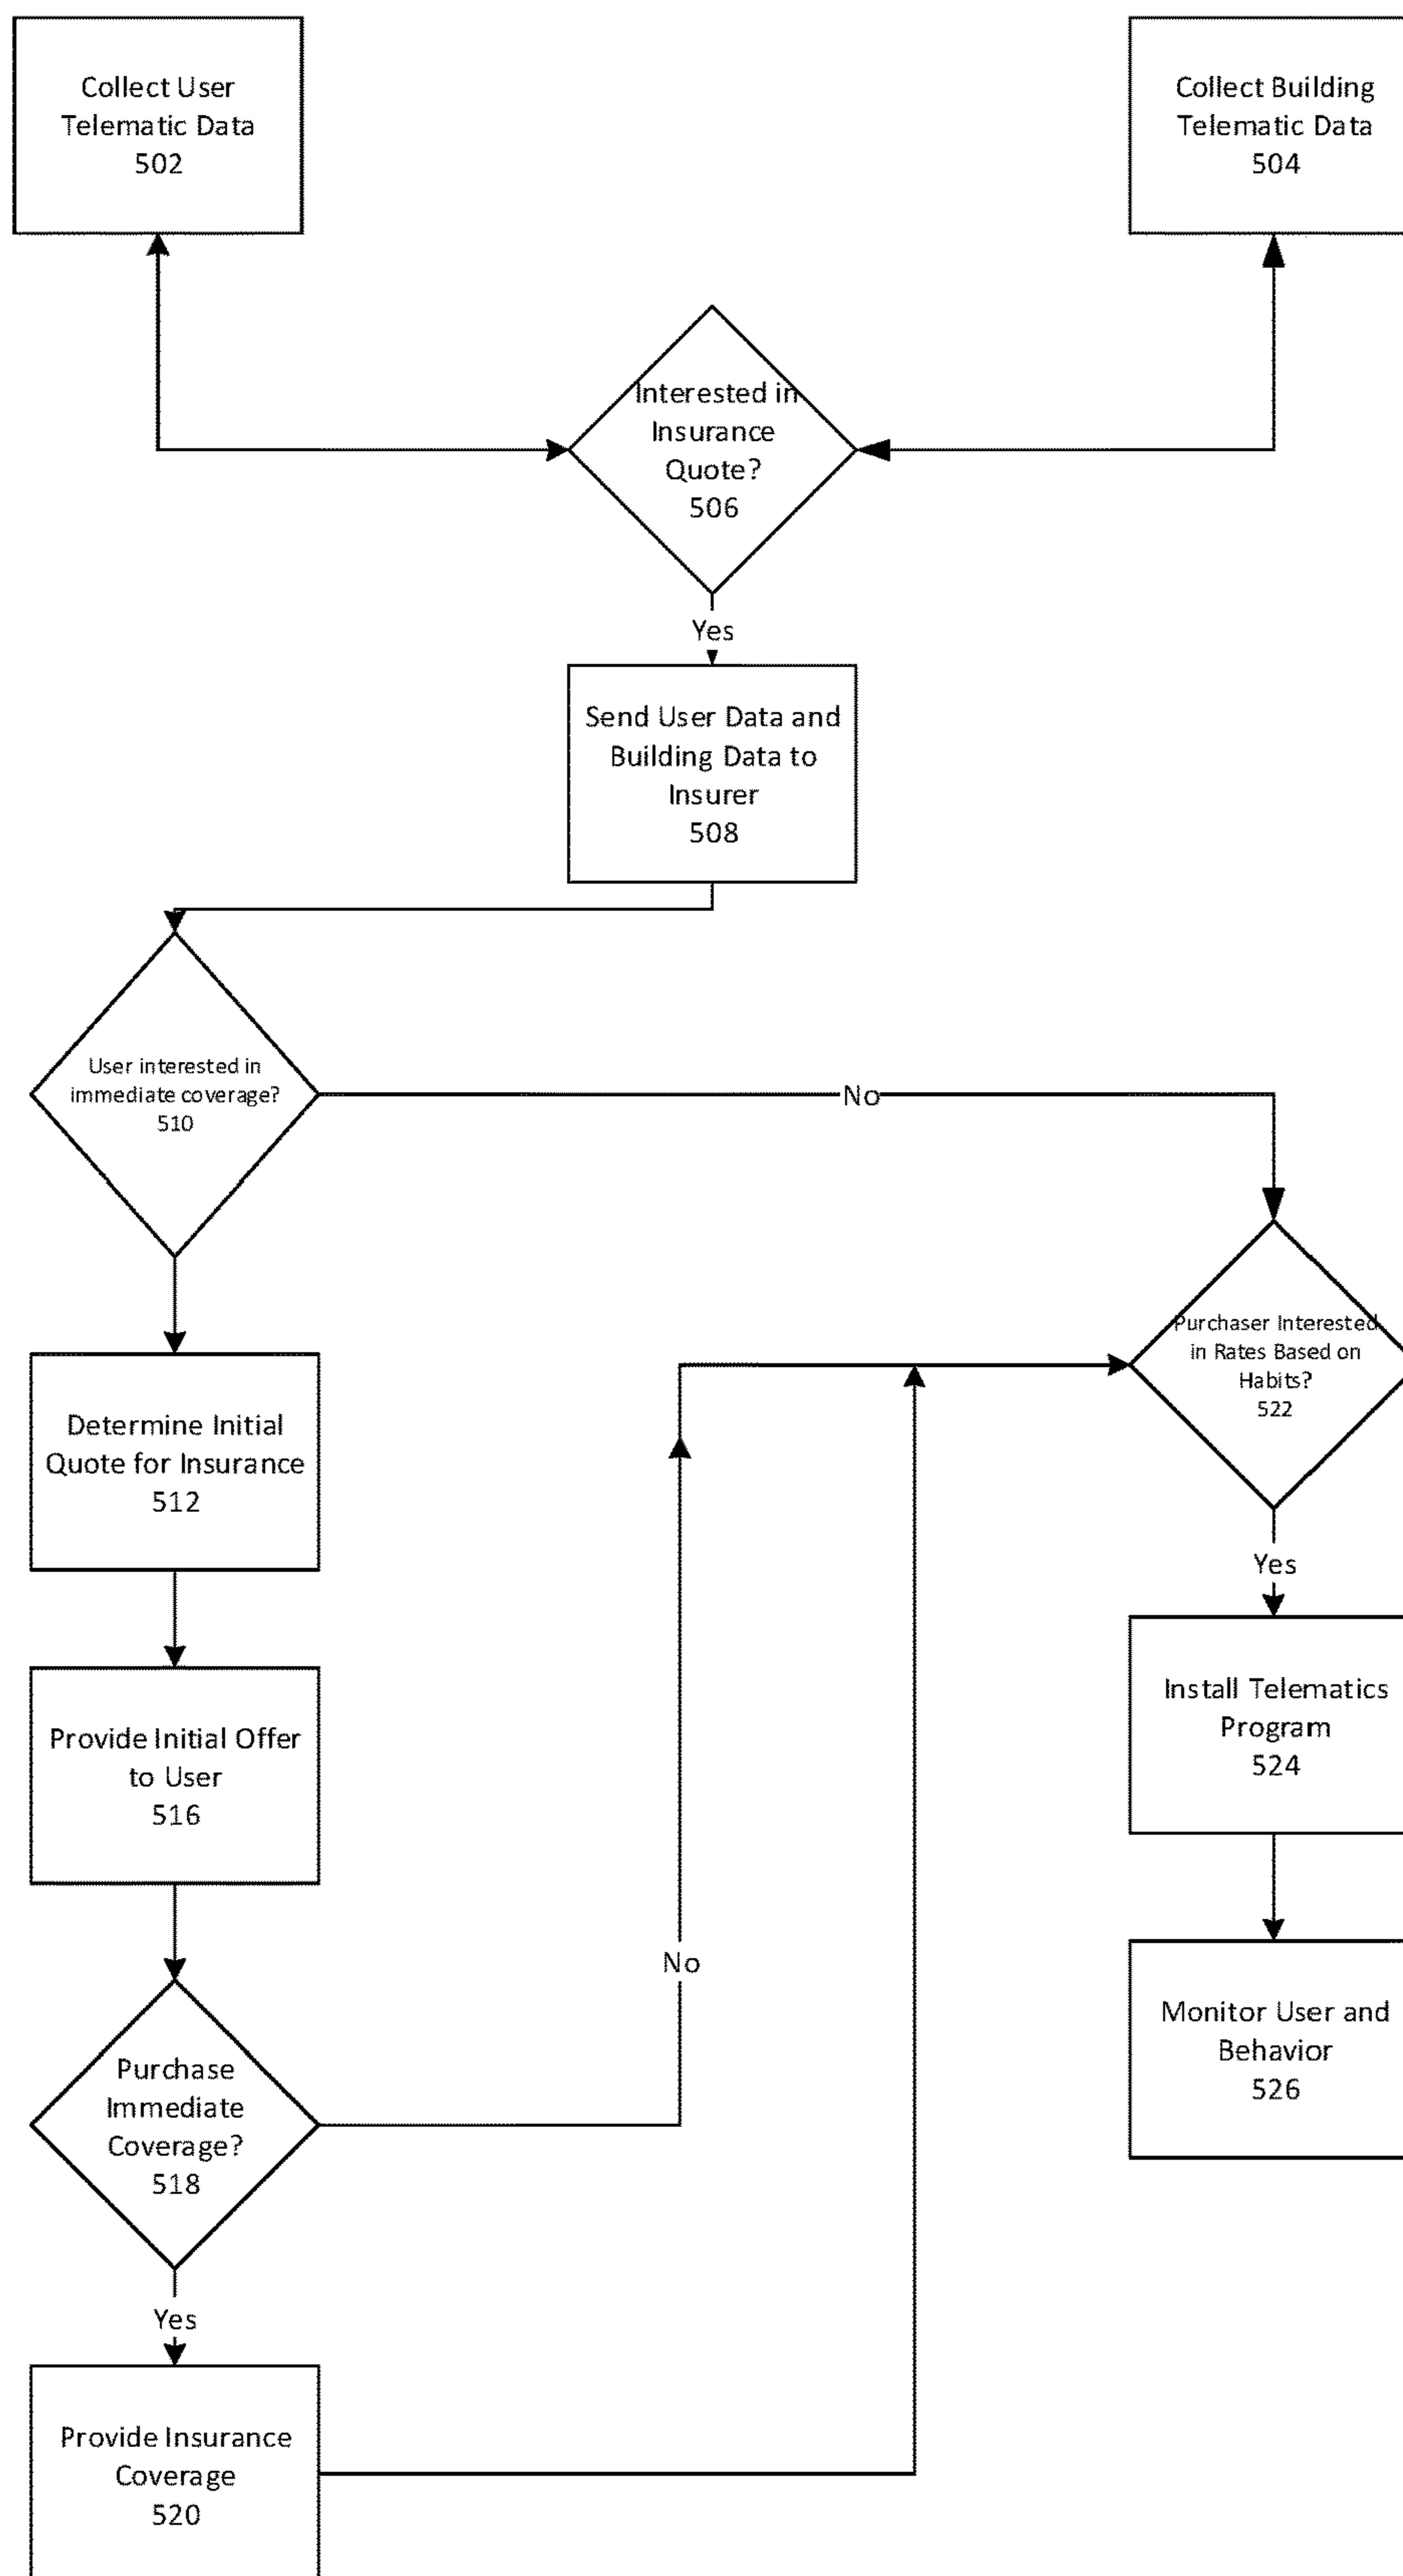 Collect User
Telematic Data
502
Collect Building
Telematic Data
504
Interested in
Insurance
Quote?
506
Yes
Send User Data and
Building Data to
Insurer
508
User interested in
immediate coverage?
510
No
Purchaser Interested
in Rates Based on
Habits?
522
Determine Initial
Quote for Insurance
512
Yes
Install Telematics
Program
524
Provide Initial Offer
to User
516
No
Monitor User and
Behavior
526
Purchase
Immediate
Coverage?
518
Yes
Provide Insurance
Coverage
520